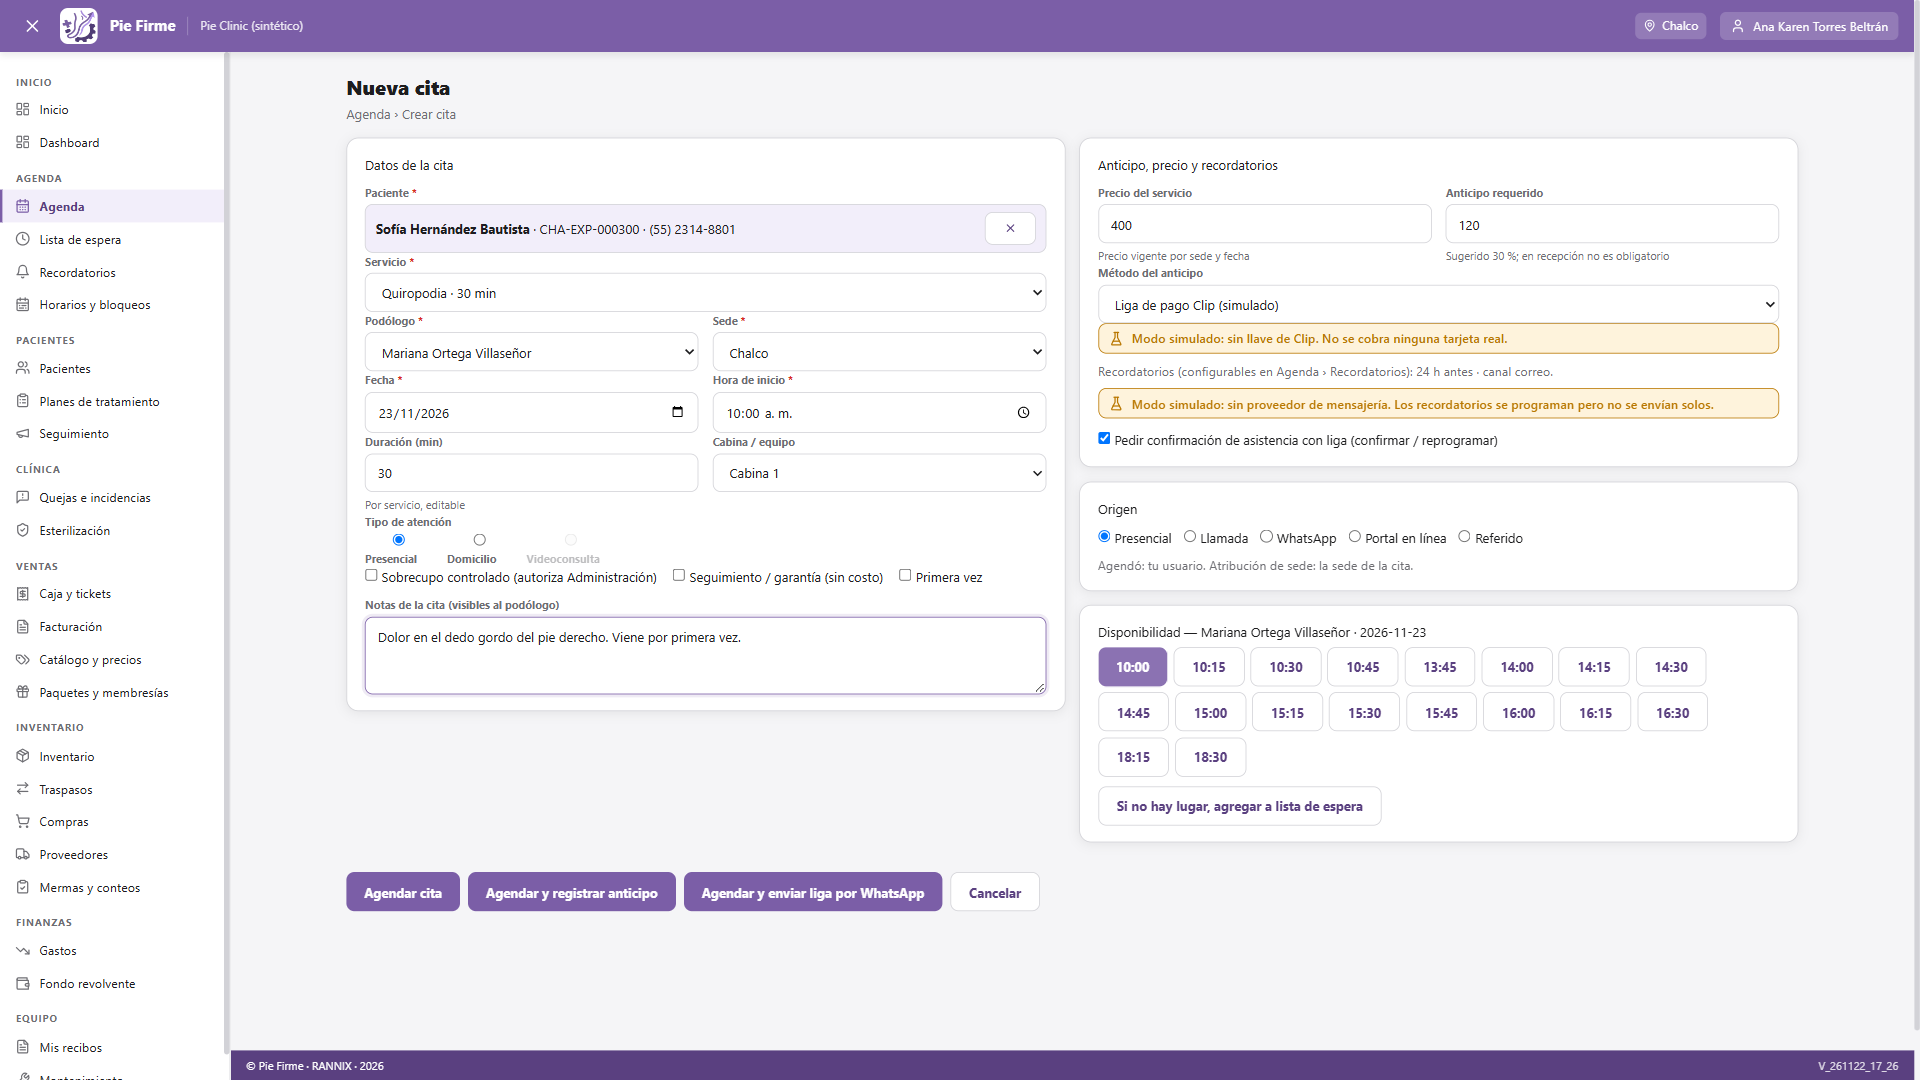 Pie Firme
Pie Clinic (sintético)
Chalco
Ana Karen Torres Beltrán
INICIO
Inicio
Dashboard
AGENDA
Agenda
Lista de espera
Recordatorios
Horarios y bloqueos
PACIENTES
Pacientes
Planes de tratamiento
Seguimiento
CLÍNICA
Quejas e incidencias
Esterilización
VENTAS
Caja y tickets
Facturación
Catálogo y precios
Paquetes y membresías
INVENTARIO
Inventario
Traspasos
Compras
Proveedores
Mermas y conteos
FINANZAS
Gastos
Fondo revolvente
EQUIPO
Mis recibos
Mantenimiento
Nueva cita
Agenda › Crear cita
Datos de la cita
Paciente *
Sofía Hernández Bautista · CHA-EXP-000300 · (55) 2314-8801
Servicio *
Quiropodia · 30 min
Podólogo * Sede *
Mariana Ortega Villaseñor Chalco
Fecha * Hora de inicio *
23/11/2026 10:00 a. m.
Duración (min) Cabina / equipo
30 Cabina 1
Por servicio, editable
Tipo de atención
Presencial Domicilio Videoconsulta
Sobrecupo controlado (autoriza Administración) Seguimiento / garantía (sin costo) Primera vez
Notas de la cita (visibles al podólogo)
Dolor en el dedo gordo del pie derecho. Viene por primera vez.
Anticipo, precio y recordatorios
Precio del servicio Anticipo requerido
400 120
Precio vigente por sede y fecha Sugerido 30 %; en recepción no es obligatorio
Método del anticipo
Liga de pago Clip (simulado)
Modo simulado: sin llave de Clip. No se cobra ninguna tarjeta real.
Recordatorios (configurables en Agenda › Recordatorios): 24 h antes · canal correo.
Modo simulado: sin proveedor de mensajería. Los recordatorios se programan pero no se envían solos.
Pedir confirmación de asistencia con liga (confirmar / reprogramar)
Origen
Presencial Llamada WhatsApp Portal en línea Referido
Agendó: tu usuario. Atribución de sede: la sede de la cita.
Disponibilidad — Mariana Ortega Villaseñor · 2026-11-23
10:00 10:15 10:30 10:45 13:45 14:00 14:15 14:30
14:45 15:00 15:15 15:30 15:45 16:00 16:15 16:30
18:15 18:30
Si no hay lugar, agregar a lista de espera
Agendar cita Agendar y registrar anticipo Agendar y enviar liga por WhatsApp Cancelar
© Pie Firme · RANNIX · 2026
V_261122_17_26